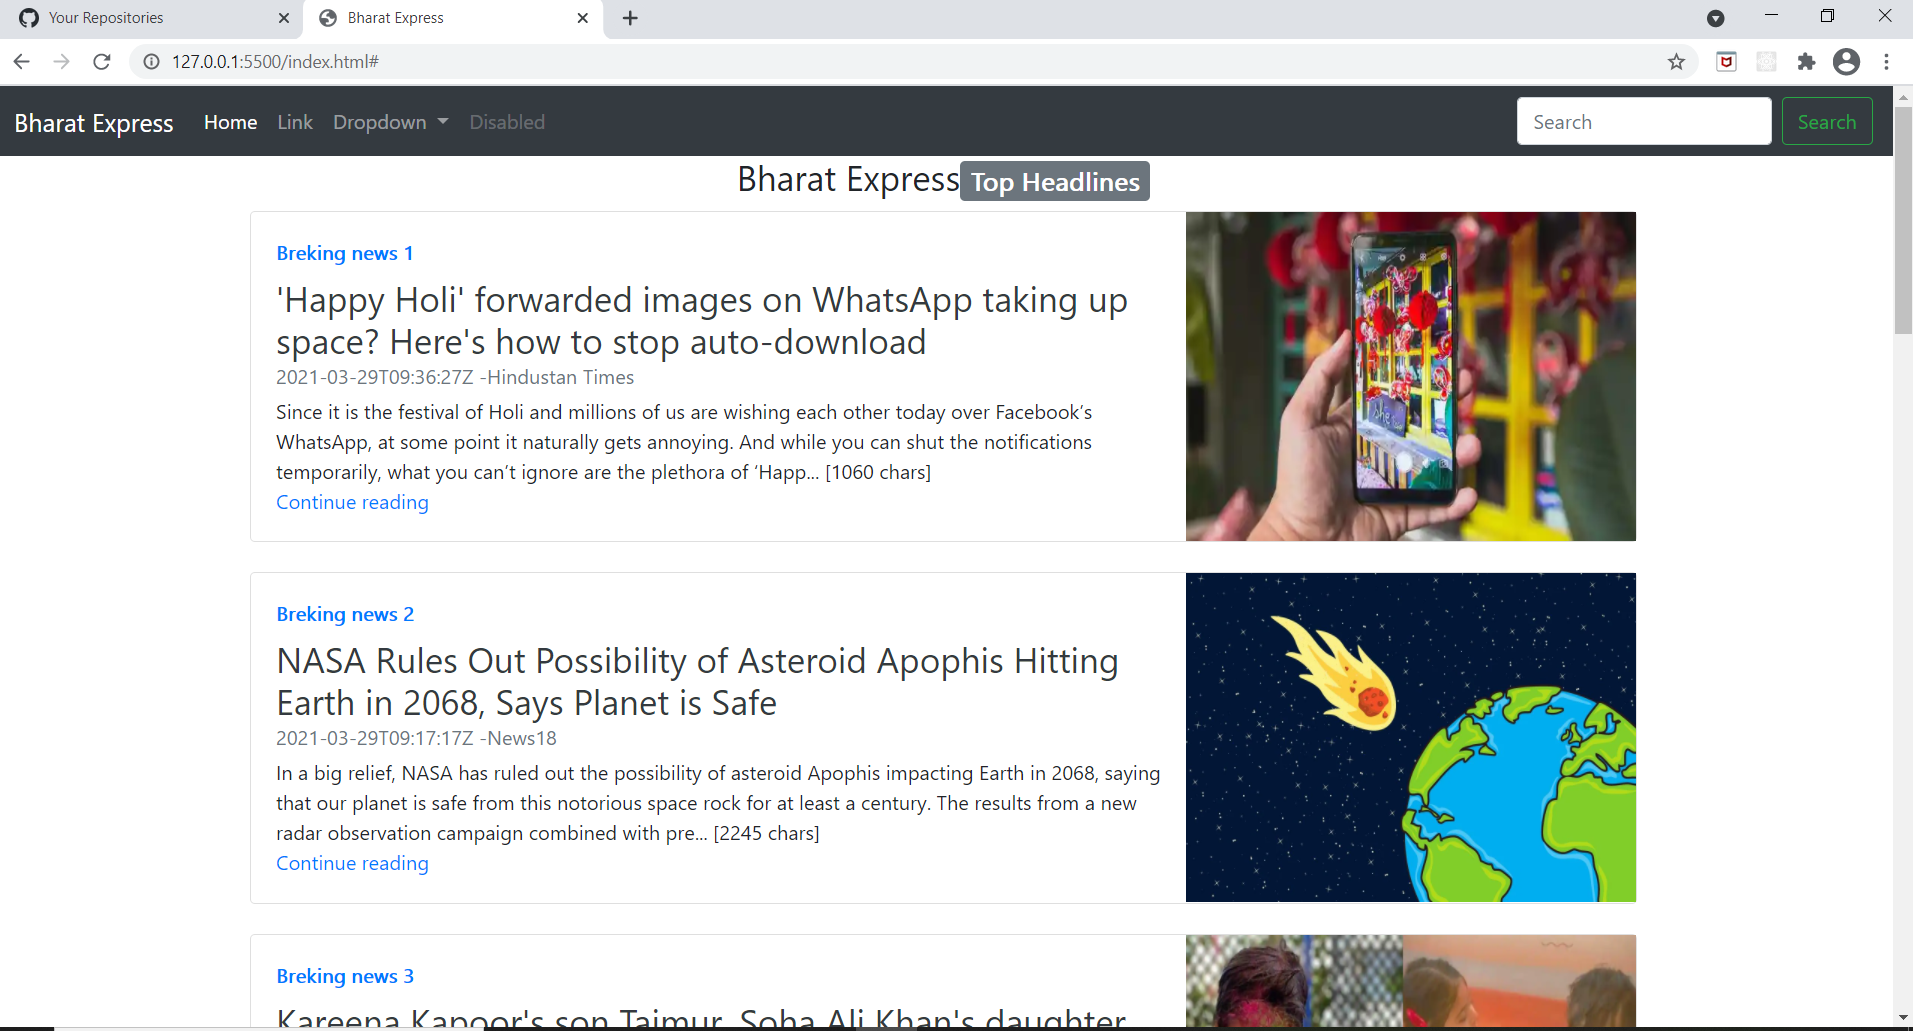 Your Repositories
Bharat Express
127.0.0.1:5500/index.html#
Bharat Express Home Link Dropdown Disabled Search Search
Bharat Express Top Headlines
Breking news 1
'Happy Holi' forwarded images on WhatsApp taking up
space? Here's how to stop auto-download
2021-03-29T09:36:27Z -Hindustan Times
Since it is the festival of Holi and millions of us are wishing each other today over Facebook’s
WhatsApp, at some point it naturally gets annoying. And while you can shut the notifications
temporarily, what you can’t ignore are the plethora of ‘Happ... [1060 chars]
Continue reading
Breking news 2
NASA Rules Out Possibility of Asteroid Apophis Hitting
Earth in 2068, Says Planet is Safe
2021-03-29T09:17:17Z -News18
In a big relief, NASA has ruled out the possibility of asteroid Apophis impacting Earth in 2068, saying
that our planet is safe from this notorious space rock for at least a century. The results from a new
radar observation campaign combined with pre... [2245 chars]
Continue reading
Breking news 3
Kareena Kapoor's son Taimur, Soha Ali Khan's daughter